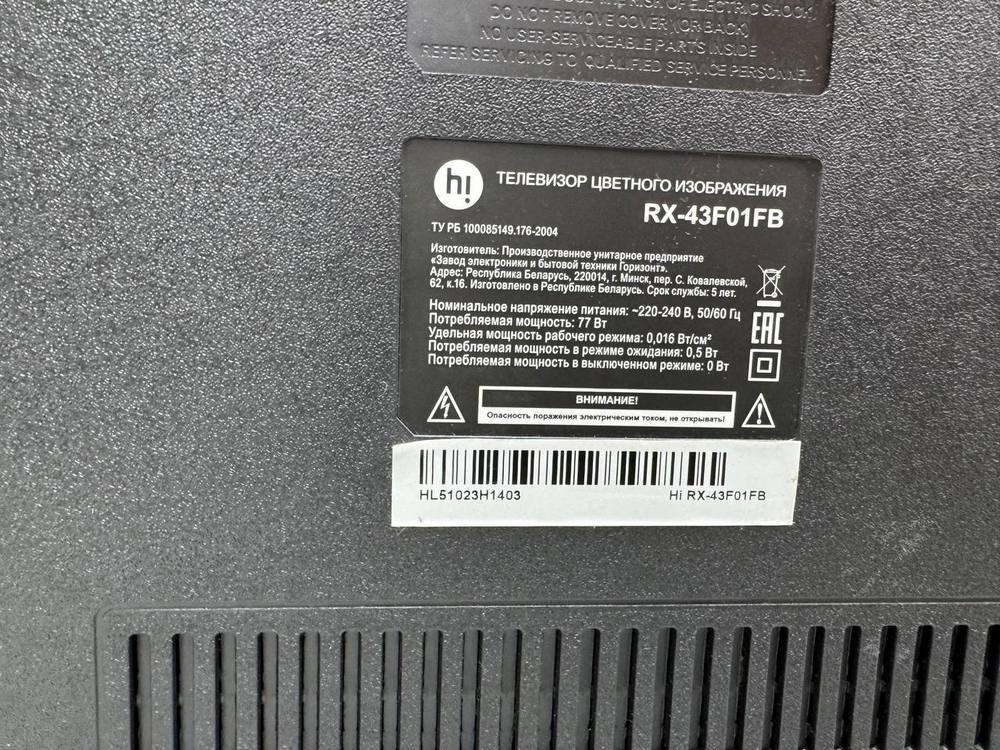 RISK OF ELECTRIC SHOCK
DO NOT REMOVE COVER (OR BACK)
NO USER-SERVICEABLE PARTS INSIDE
REFER SERVICING TO QUALIFIED SERVICE PERSONNEL
hi
ТЕЛЕВИЗОР ЦВЕТНОГО ИЗОБРАЖЕНИЯ
RX-43F01FB
ТУ РБ 100085149.176-2004
Изготовитель: Производственное унитарное предприятие
«Завод электроники и бытовой техники Горизонт».
Адрес: Республика Беларусь, 220014, г. Минск, пер. С. Ковалевской,
62, к.16. Изготовлено в Республике Беларусь. Срок службы: 5 лет.
Номинальное напряжение питания: ~220-240 В, 50/60 Гц
Потребляемая мощность: 77 Вт
Удельная мощность рабочего режима: 0,016 Вт/см²
Потребляемая мощность в режиме ожидания: 0,5 Вт
Потребляемая мощность в выключенном режиме: 0 Вт
EAC
ВНИМАНИЕ!
Опасность поражения электрическим током, не открывать!
HL51023H1403 Hi RX-43F01FB